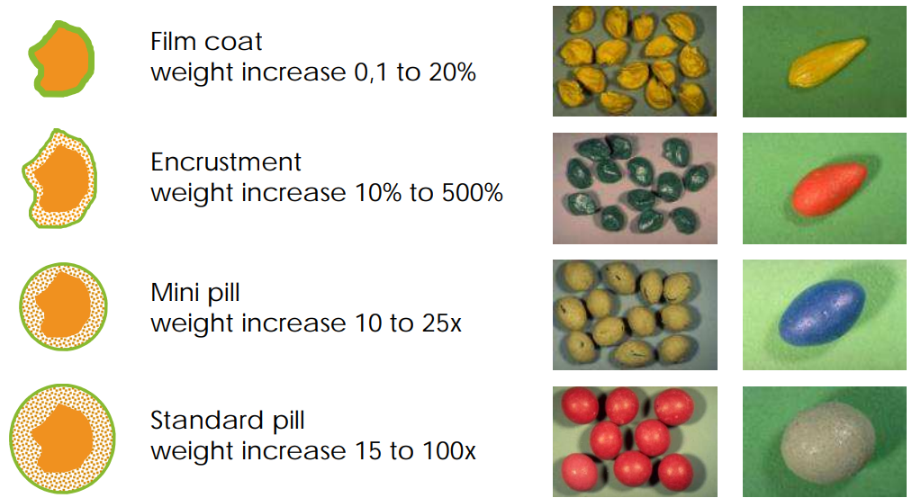 Film coat
weight increase 0,1 to 20%
Encrustment
weight increase 10% to 500%
Mini pill
weight increase 10 to 25x
Standard pill
weight increase 15 to 100x